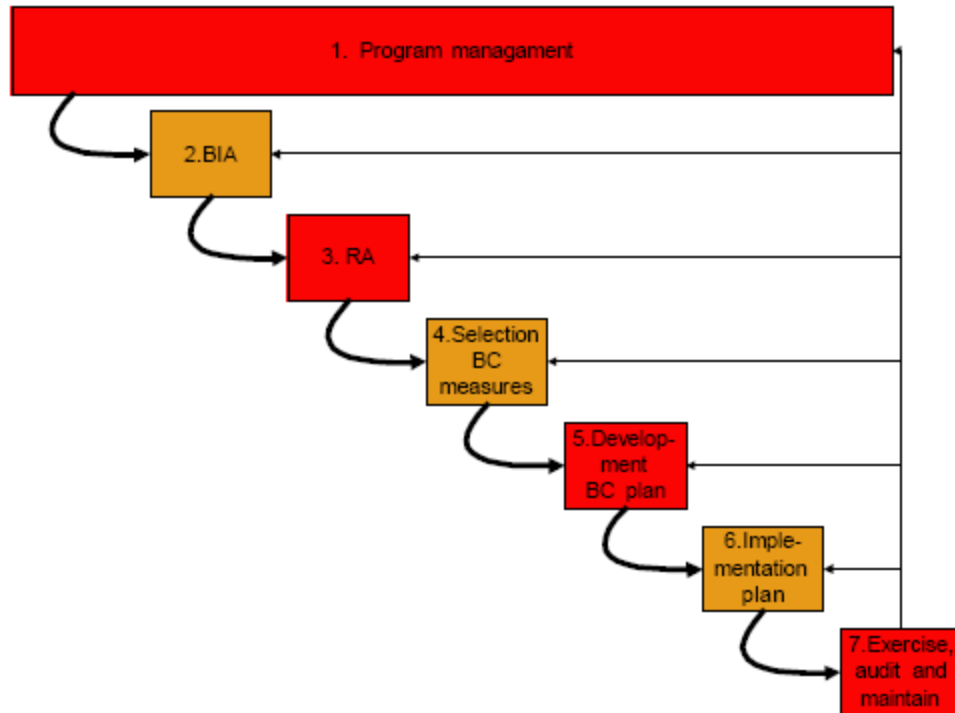 1. Program managament
2.BIA
3. RA
4.Selection
BC
measures
5.Develop-
ment
BC plan
6.Imple-
mentation
plan
7.Exercise,
audit and
maintain